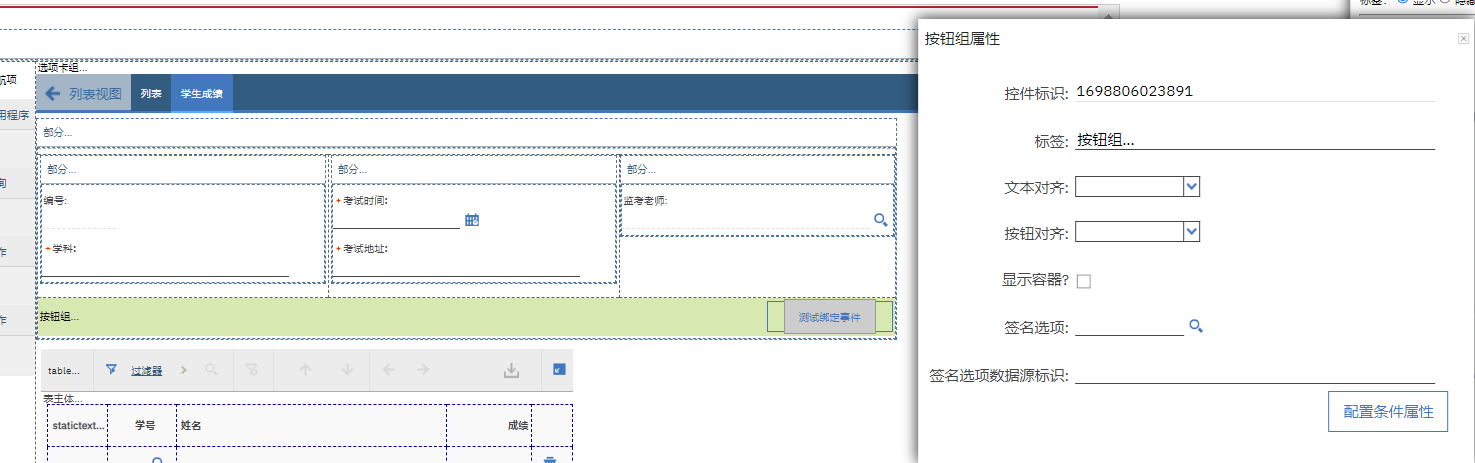 标签: 显示 隐藏
选项卡组...
航项
列表视图 列表 学生成绩
用程序
部分...
部分... 部分... 部分...
询
编号: *考试时间: 监考老师:
作
*学科: *考试地址:
作
按钮组... 测试绑定事件
table... 过滤器
表主体...
statictext... 学号 姓名 成绩
按钮组属性
控件标识: 1698806023891
标签: 按钮组...
文本对齐:
按钮对齐:
显示容器?
签名选项:
签名选项数据源标识:
配置条件属性